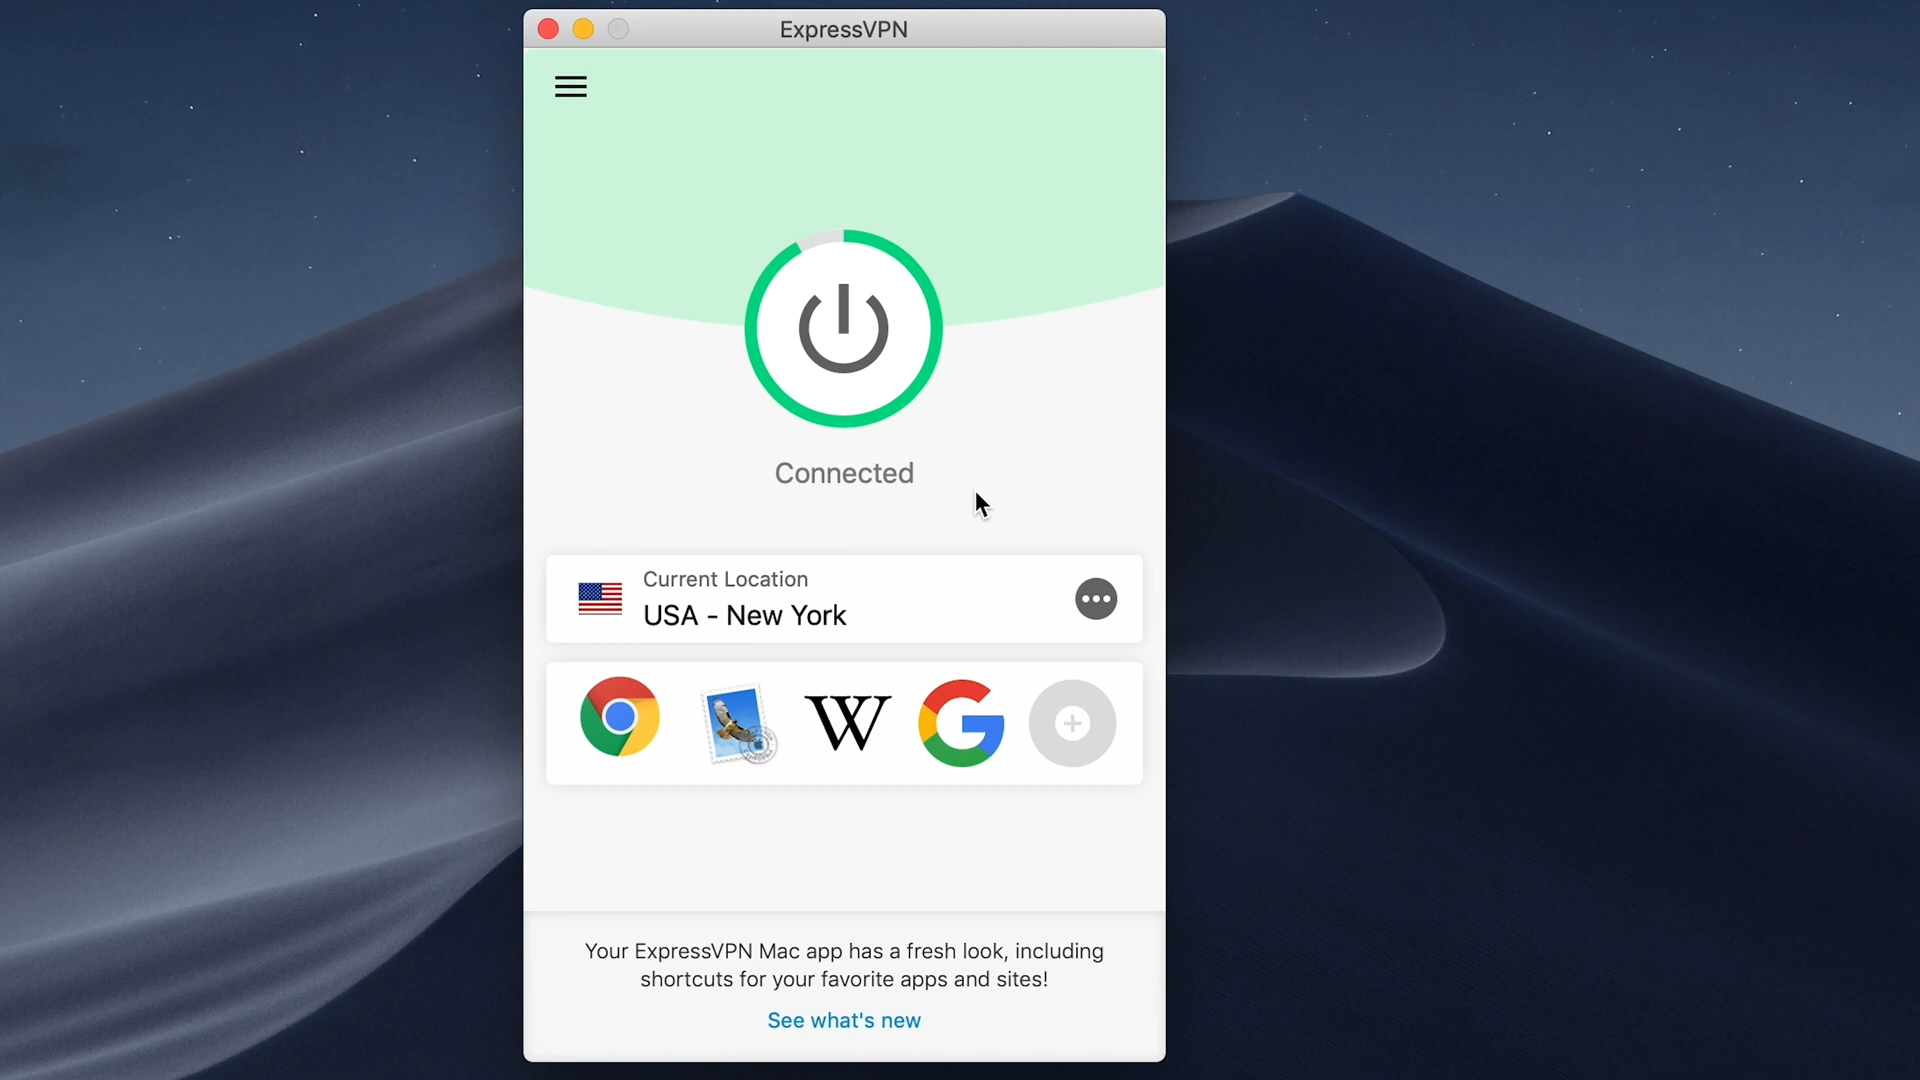 ExpressVPN
Connected
Current Location
USA - New York
Your ExpressVPN Mac app has a fresh look, including
shortcuts for your favorite apps and sites!
See what's new